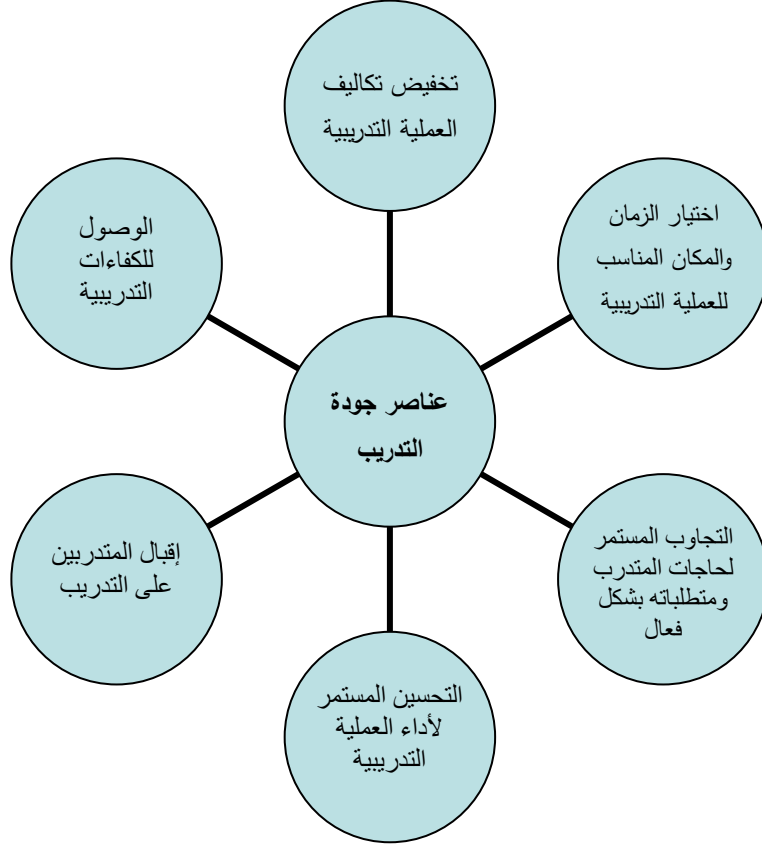 تخفيض تكاليف
العملية التدريبية
اختيار الزمان
والمكان المناسب
للعملية التدريبية
الوصول
للكفاءات
التدريبية
عناصر جودة
التدريب
التجاوب المستمر
لحاجات المتدرب
ومتطلباته بشكل
فعال
إقبال المتدربين
على التدريب
التحسين المستمر
لأداء العملية
التدريبية